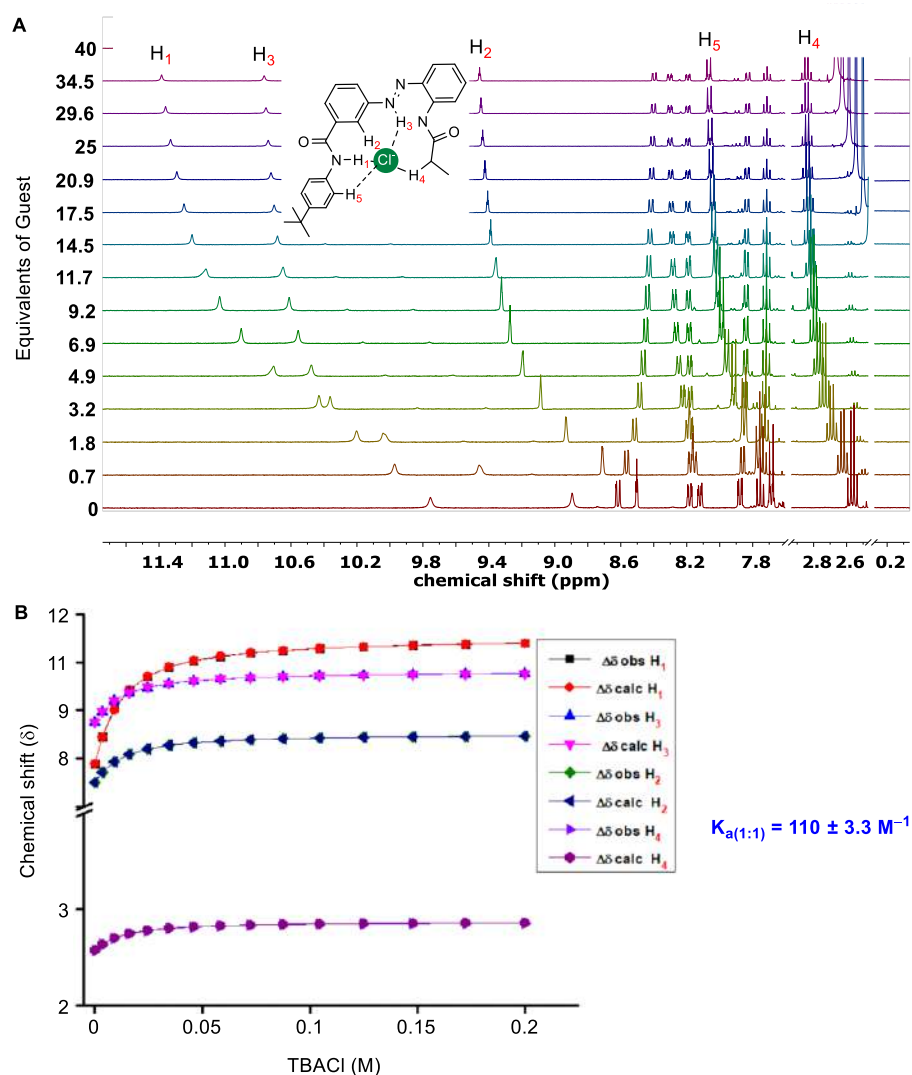 A
H1 H3 H2 H5 H4
Equivalents of Guest
40
34.5
29.6
25
20.9
17.5
14.5
11.7
9.2
6.9
4.9
3.2
1.8
0.7
0
N
N
H3
N
O
O
H2
N
H1
Cl-
H4
H5
11.4 11.0 10.6 10.2 9.8 9.4 9.0 8.6 8.2 7.8 2.8 2.6 0.2
chemical shift (ppm)
B
Chemical shift (δ)
12
11
9
8
3
2
0 0.05 0.1 0.15 0.2
TBACl (M)
Δδ obs H1
Δδ calc H1
Δδ obs H3
Δδ calc H3
Δδ obs H2
Δδ calc H2
Δδ obs H4
Δδ calc H4
Ka(1:1) = 110 ± 3.3 M–1